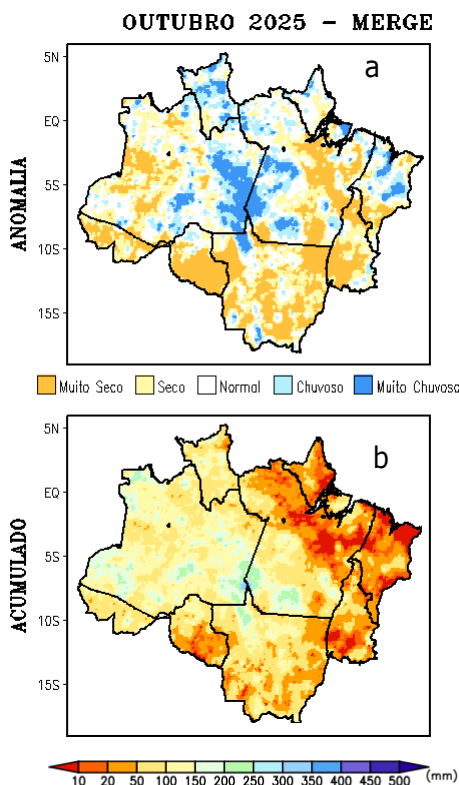 OUTUBRO 2025 – MERGE
a
ANOMALIA
5N
EQ
5S
10S
15S
Muito Seco Seco Normal Chuvoso Muito Chuvoso
b
ACUMULADO
5N
EQ
5S
10S
15S
10 20 50 100 150 200 250 300 350 400 450 500 (mm)